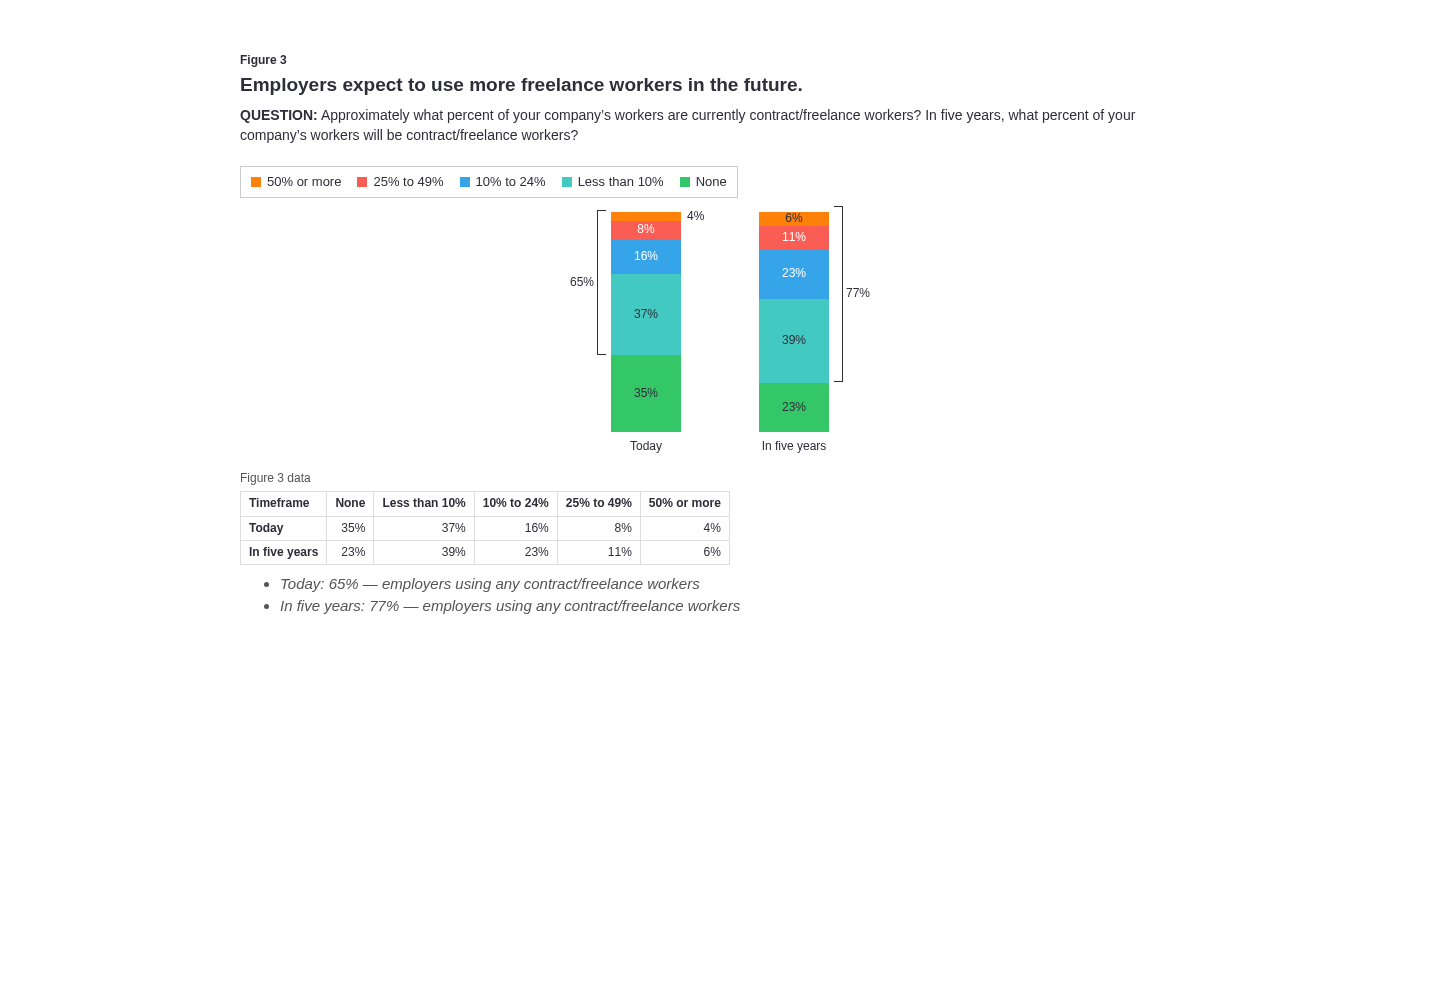 Figure 3
Employers expect to use more freelance workers in the future.
QUESTION: Approximately what percent of your company’s workers are currently contract/freelance workers? In five years, what percent of your
company’s workers will be contract/freelance workers?
50% or more 25% to 49% 10% to 24% Less than 10% None
4%
8%
16%
65%
37%
35%
Today
6%
11%
23%
77%
39%
23%
In five years
Figure 3 data
Timeframe None Less than 10% 10% to 24% 25% to 49% 50% or more
Today 35% 37% 16% 8% 4%
In five years 23% 39% 23% 11% 6%
Today: 65% — employers using any contract/freelance workers
In five years: 77% — employers using any contract/freelance workers